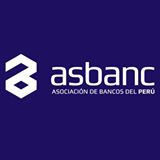 asbanc
ASOCIACIÓN DE BANCOS DEL PERÚ